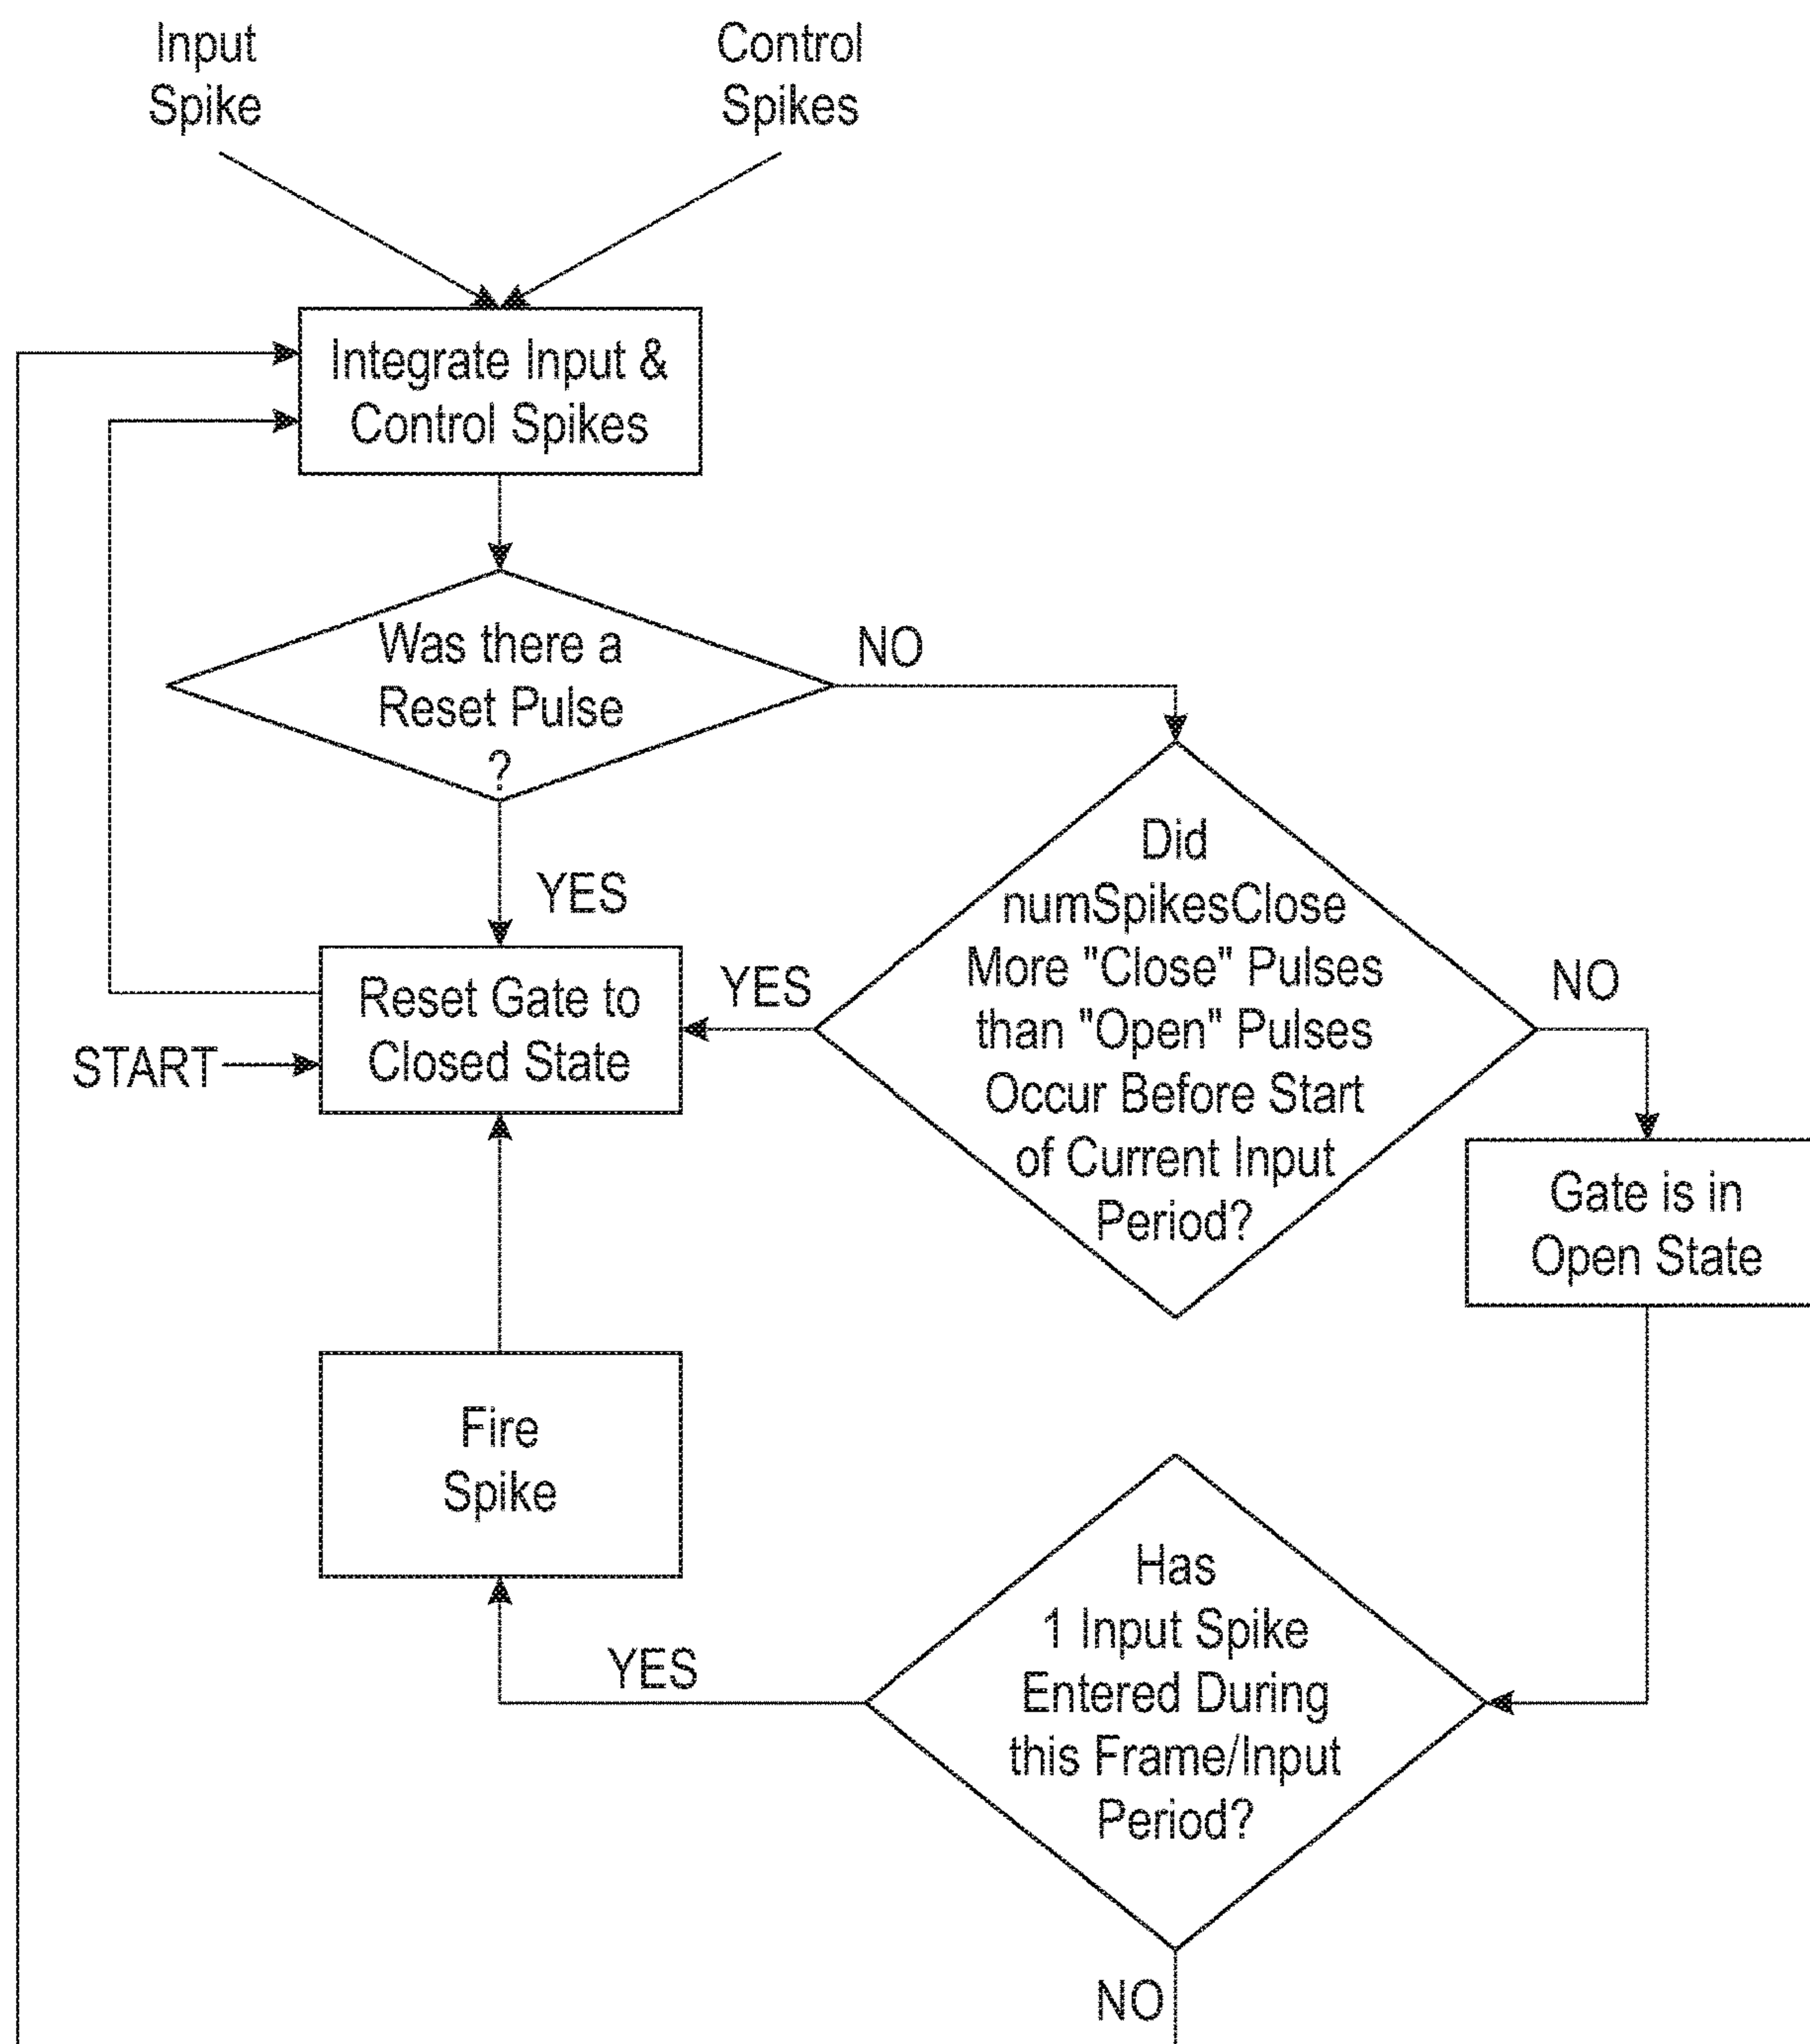 Input
Spike
Control
Spikes
Integrate Input &
Control Spikes
Was there a
Reset Pulse
?
NO
YES
Did
numSpikesClose
More "Close" Pulses
than "Open" Pulses
Occur Before Start
of Current Input
Period?
YES
NO
Reset Gate to
Closed State
START
Gate is in
Open State
Fire
Spike
Has
1 Input Spike
Entered During
this Frame/Input
Period?
YES
NO